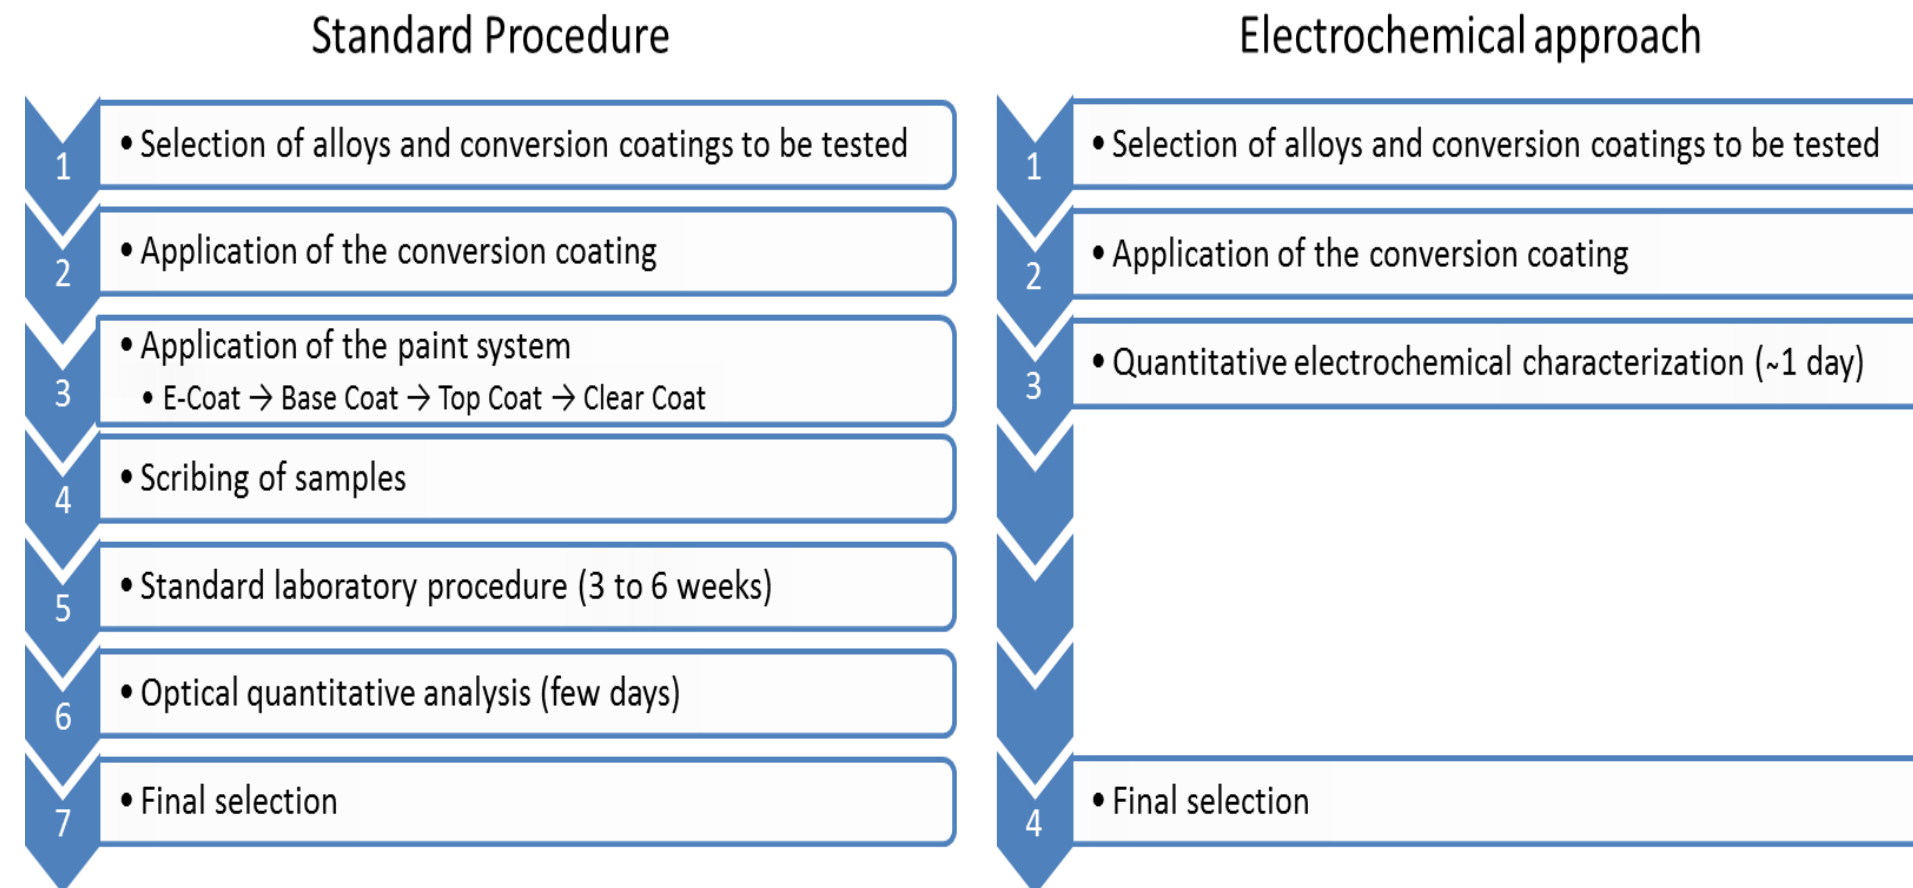 Standard Procedure
1
• Selection of alloys and conversion coatings to be tested
2
• Application of the conversion coating
3
• Application of the paint system
• E-Coat → Base Coat → Top Coat → Clear Coat
4
• Scribing of samples
5
• Standard laboratory procedure (3 to 6 weeks)
6
• Optical quantitative analysis (few days)
7
• Final selection
Electrochemical approach
1
• Selection of alloys and conversion coatings to be tested
2
• Application of the conversion coating
3
• Quantitative electrochemical characterization (~1 day)
4
• Final selection